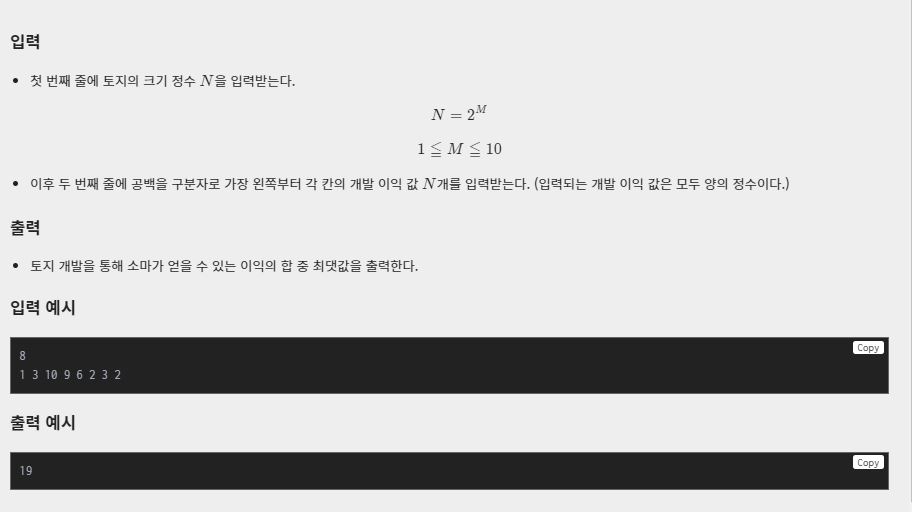 입력
• 첫 번째 줄에 토지의 크기 정수 N을 입력받는다.
N = 2^M
1 ≦ M ≦ 10
• 이후 두 번째 줄에 공백을 구분자로 가장 왼쪽부터 각 칸의 개발 이익 값 N개를 입력받는다. (입력되는 개발 이익 값은 모두 양의 정수이다.)
출력
• 토지 개발을 통해 소마가 얻을 수 있는 이익의 합 중 최댓값을 출력한다.
입력 예시
Copy
8
1 3 10 9 6 2 3 2
출력 예시
Copy
19